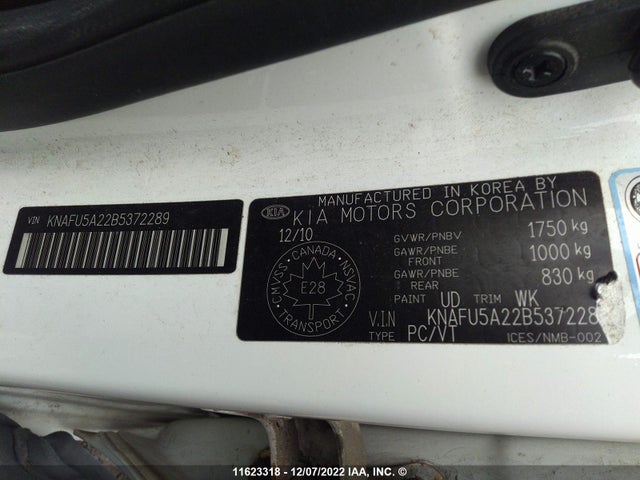 VIN KNAFU5A22B5372289
MANUFACTURED IN KOREA BY
KIA KIA MOTORS CORPORATION
12/10
GVWR/PNBV 1750 kg
GAWR/PNBE FRONT 1000 kg
GAWR/PNBE REAR 830 kg
CMVSS · CANADA · NSVAC
E28
TRANSPORT
PAINT UD TRIM WK
V.I.N KNAFU5A22B537228
TYPE PC/VT ICES/NMB-002
11623318 - 12/07/2022 IAA, INC. ©